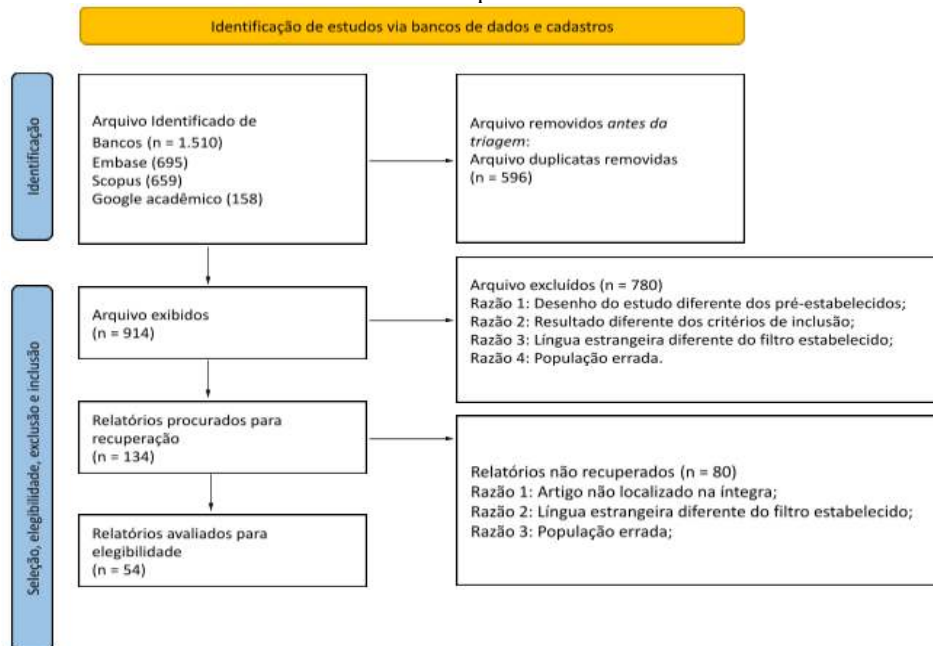 Identificação de estudos via bancos de dados e cadastros
Identificação
Arquivo Identificado de
Bancos (n = 1.510)
Embase (695)
Scopus (659)
Google acadêmico (158)
Arquivo removidos antes da
triagem:
Arquivo duplicatas removidas
(n = 596)
Seleção, elegibilidade, exclusão e inclusão
Arquivo exibidos
(n = 914)
Arquivo excluídos (n = 780)
Razão 1: Desenho do estudo diferente dos pré-estabelecidos;
Razão 2: Resultado diferente dos critérios de inclusão;
Razão 3: Língua estrangeira diferente do filtro estabelecido;
Razão 4: População errada.
Relatórios procurados para
recuperação
(n = 134)
Relatórios não recuperados (n = 80)
Razão 1: Artigo não localizado na íntegra;
Razão 2: Língua estrangeira diferente do filtro estabelecido;
Razão 3: População errada;
Relatórios avaliados para
elegibilidade
(n = 54)